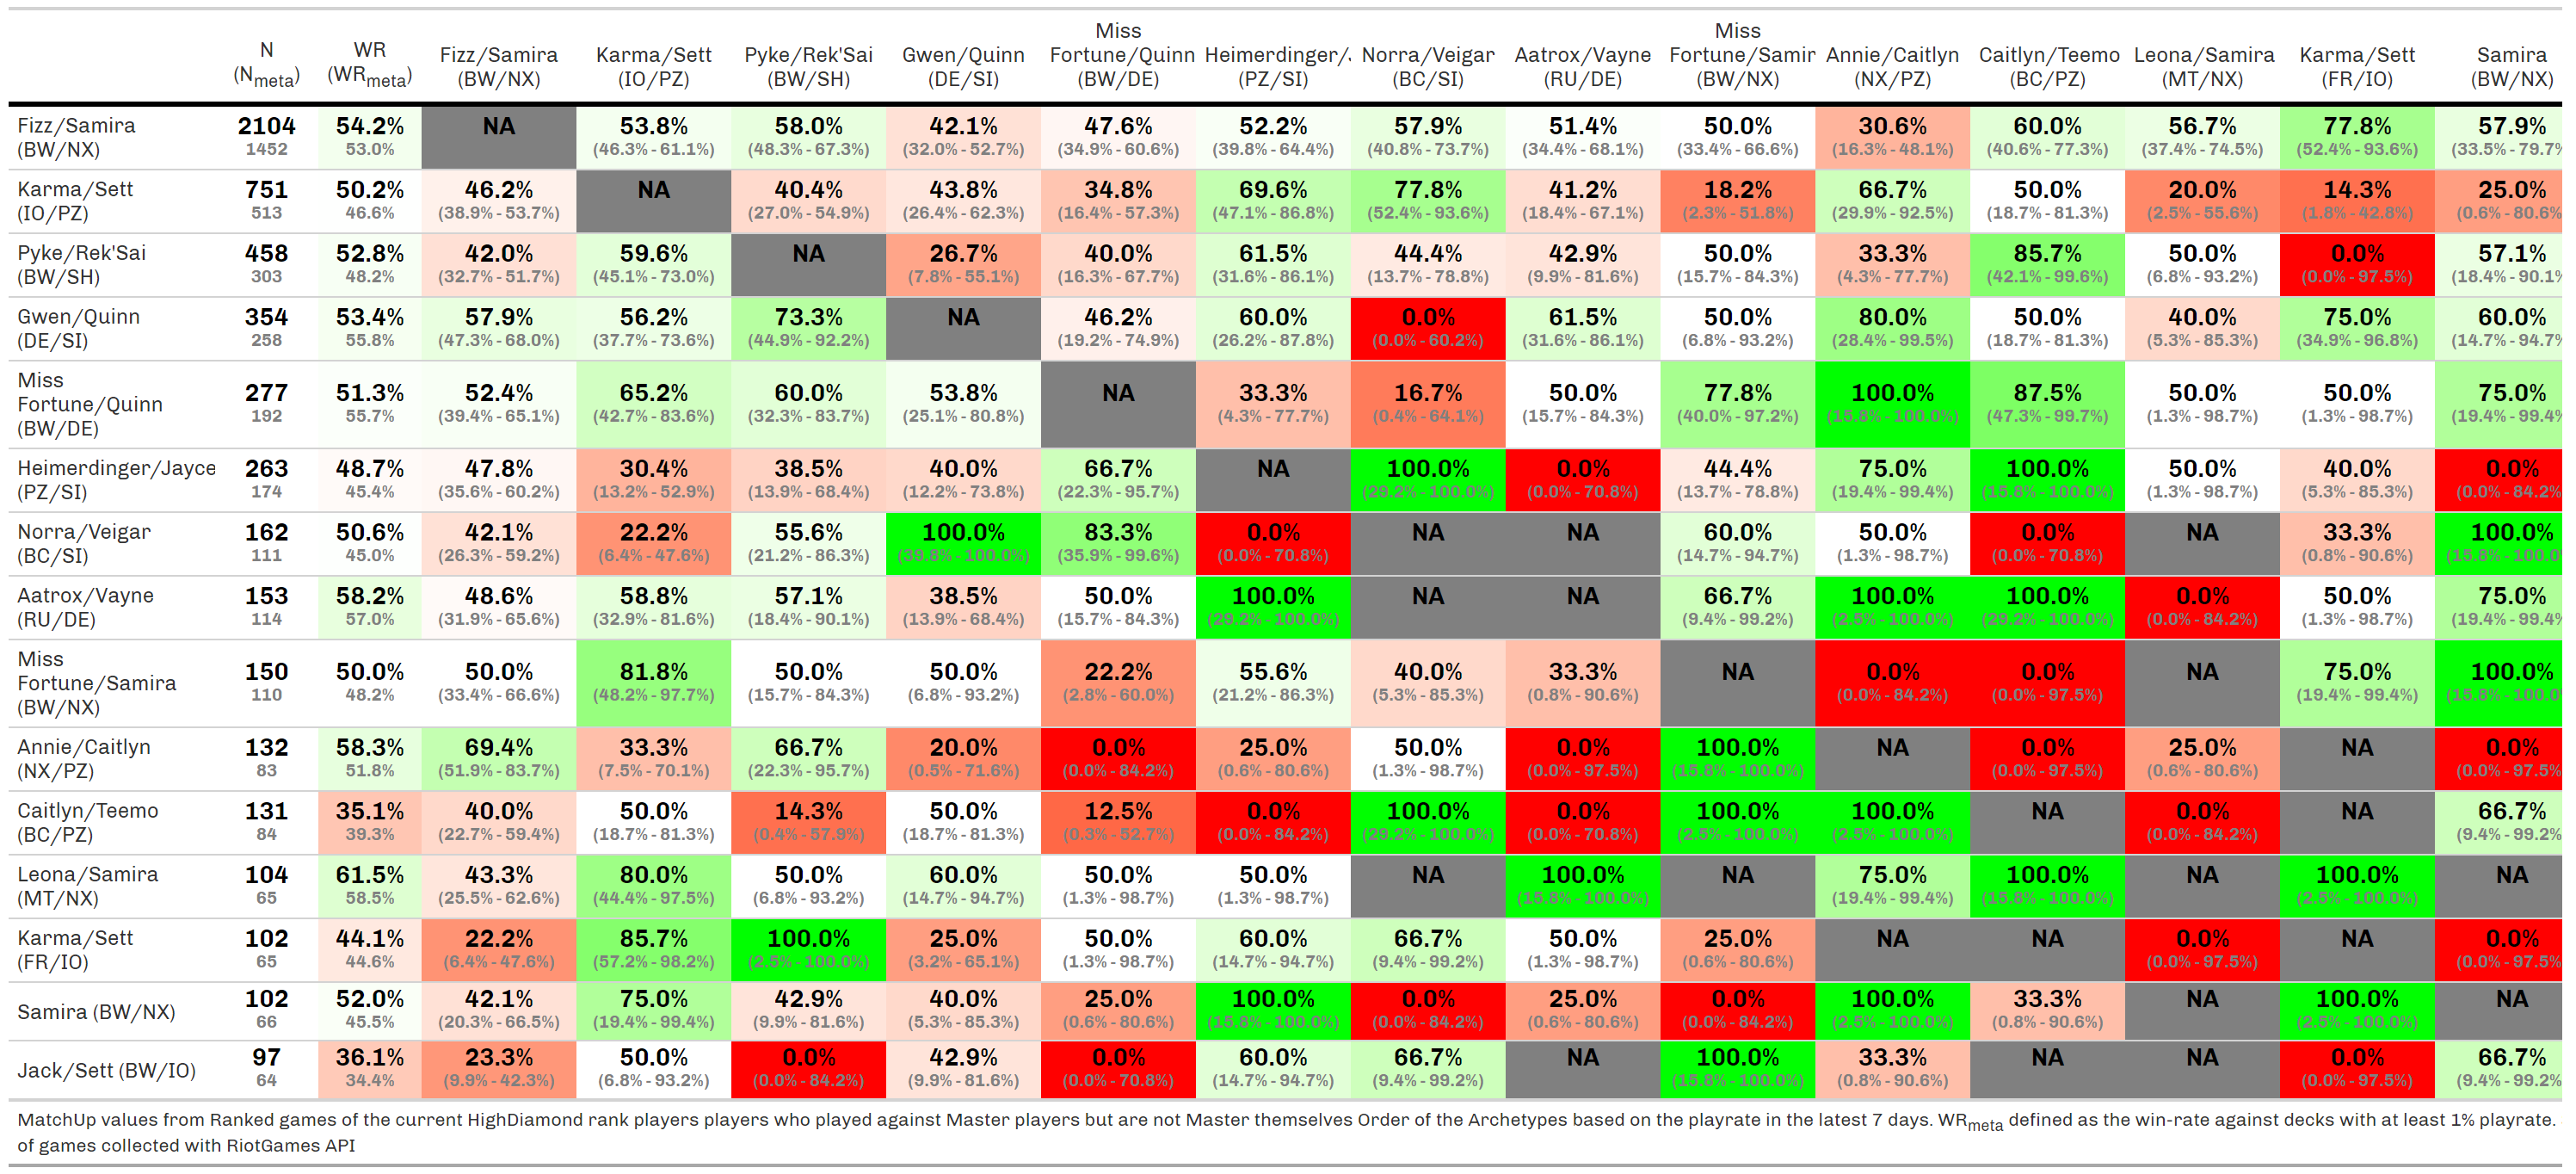 Miss Miss
N WR Fizz/Samira Karma/Sett Pyke/Rek'Sai Gwen/Quinn Fortune/Quinn Heimerdinger/ Norra/Veigar Aatrox/Vayne Fortune/Samir Annie/Caitlyn Caitlyn/Teemo Leona/Samira Karma/Sett Samira
(Nmeta) (WRmeta) (BW/NX) (IO/PZ) (BW/SH) (DE/SI) (BW/DE) (PZ/SI) (BC/SI) (RU/DE) (BW/NX) (NX/PZ) (BC/PZ) (MT/NX) (FR/IO) (BW/NX)
Fizz/Samira 2104 54.2% NA 53.8% 58.0% 42.1% 47.6% 52.2% 57.9% 51.4% 50.0% 30.6% 60.0% 56.7% 77.8% 57.9%
(BW/NX) 1452 53.0% (46.3% - 61.1%) (48.3% - 67.3%) (32.0% - 52.7%) (34.9% - 60.6%) (39.8% - 64.4%) (40.8% - 73.7%) (34.4% - 68.1%) (33.4% - 66.6%) (16.3% - 48.1%) (40.6% - 77.3%) (37.4% - 74.5%) (52.4% - 93.6%) (33.5% - 79.7%
Karma/Sett 751 50.2% 46.2% NA 40.4% 43.8% 34.8% 69.6% 77.8% 41.2% 18.2% 66.7% 50.0% 20.0% 14.3% 25.0%
(IO/PZ) 513 46.6% (38.9% - 53.7%) (27.0% - 54.9%) (26.4% - 62.3%) (16.4% - 57.3%) (47.1% - 86.8%) (52.4% - 93.6%) (18.4% - 67.1%) (2.3% - 51.8%) (29.9% - 92.5%) (18.7% - 81.3%) (2.5% - 55.6%) (1.8% - 42.8%) (0.6% - 80.6%
Pyke/Rek'Sai 458 52.8% 42.0% 59.6% NA 26.7% 40.0% 61.5% 44.4% 42.9% 50.0% 33.3% 85.7% 50.0% 0.0% 57.1%
(BW/SH) 303 48.2% (32.7% - 51.7%) (45.1% - 73.0%) (7.8% - 55.1%) (16.3% - 67.7%) (31.6% - 86.1%) (13.7% - 78.8%) (9.9% - 81.6%) (15.7% - 84.3%) (4.3% - 77.7%) (42.1% - 99.6%) (6.8% - 93.2%) (0.0% - 97.5%) (18.4% - 90.1%
Gwen/Quinn 354 53.4% 57.9% 56.2% 73.3% NA 46.2% 60.0% 0.0% 61.5% 50.0% 80.0% 50.0% 40.0% 75.0% 60.0%
(DE/SI) 258 55.8% (47.3% - 68.0%) (37.7% - 73.6%) (44.9% - 92.2%) (19.2% - 74.9%) (26.2% - 87.8%) (0.0% - 60.2%) (31.6% - 86.1%) (6.8% - 93.2%) (28.4% - 99.5%) (18.7% - 81.3%) (5.3% - 85.3%) (34.9% - 96.8%) (14.7% - 94.7%
Miss
Fortune/Quinn 277 51.3% 52.4% 65.2% 60.0% 53.8% NA 33.3% 16.7% 50.0% 77.8% 100.0% 87.5% 50.0% 50.0% 75.0%
(BW/DE) 192 55.7% (39.4% - 65.1%) (42.7% - 83.6%) (32.3% - 83.7%) (25.1% - 80.8%) (4.3% - 77.7%) (0.4% - 64.1%) (15.7% - 84.3%) (40.0% - 97.2%) (15.8% - 100.0%) (47.3% - 99.7%) (1.3% - 98.7%) (1.3% - 98.7%) (19.4% - 99.4%
Heimerdinger/Jayce 263 48.7% 47.8% 30.4% 38.5% 40.0% 66.7% NA 100.0% 0.0% 44.4% 75.0% 100.0% 50.0% 40.0% 0.0%
(PZ/SI) 174 45.4% (35.6% - 60.2%) (13.2% - 52.9%) (13.9% - 68.4%) (12.2% - 73.8%) (22.3% - 95.7%) (29.2% - 100.0%) (0.0% - 70.8%) (13.7% - 78.8%) (19.4% - 99.4%) (15.8% - 100.0%) (1.3% - 98.7%) (5.3% - 85.3%) (0.0% - 84.2%
Norra/Veigar 162 50.6% 42.1% 22.2% 55.6% 100.0% 83.3% 0.0% NA NA 60.0% 50.0% 0.0% NA 33.3% 100.0%
(BC/SI) 111 45.0% (26.3% - 59.2%) (6.4% - 47.6%) (21.2% - 86.3%) (39.8% - 100.0%) (35.9% - 99.6%) (0.0% - 70.8%) (14.7% - 94.7%) (1.3% - 98.7%) (0.0% - 70.8%) (0.8% - 90.6%) (15.8% - 100.0
Aatrox/Vayne 153 58.2% 48.6% 58.8% 57.1% 38.5% 50.0% 100.0% NA NA 66.7% 100.0% 100.0% 0.0% 50.0% 75.0%
(RU/DE) 114 57.0% (31.9% - 65.6%) (32.9% - 81.6%) (18.4% - 90.1%) (13.9% - 68.4%) (15.7% - 84.3%) (29.2% - 100.0%) (9.4% - 99.2%) (2.5% - 100.0%) (29.2% - 100.0%) (0.0% - 84.2%) (1.3% - 98.7%) (19.4% - 99.4%
Miss
Fortune/Samira 150 50.0% 50.0% 81.8% 50.0% 50.0% 22.2% 55.6% 40.0% 33.3% NA 0.0% 0.0% NA 75.0% 100.0%
(BW/NX) 110 48.2% (33.4% - 66.6%) (48.2% - 97.7%) (15.7% - 84.3%) (6.8% - 93.2%) (2.8% - 60.0%) (21.2% - 86.3%) (5.3% - 85.3%) (0.8% - 90.6%) (0.0% - 84.2%) (0.0% - 97.5%) (19.4% - 99.4%) (15.8% - 100.0
Annie/Caitlyn 132 58.3% 69.4% 33.3% 66.7% 20.0% 0.0% 25.0% 50.0% 0.0% 100.0% NA 0.0% 25.0% NA 0.0%
(NX/PZ) 83 51.8% (51.9% - 83.7%) (7.5% - 70.1%) (22.3% - 95.7%) (0.5% - 71.6%) (0.0% - 84.2%) (0.6% - 80.6%) (1.3% - 98.7%) (0.0% - 97.5%) (15.8% - 100.0%) (0.0% - 97.5%) (0.6% - 80.6%) (0.0% - 97.5%
Caitlyn/Teemo 131 35.1% 40.0% 50.0% 14.3% 50.0% 12.5% 0.0% 100.0% 0.0% 100.0% 100.0% NA 0.0% NA 66.7%
(BC/PZ) 84 39.3% (22.7% - 59.4%) (18.7% - 81.3%) (0.4% - 57.9%) (18.7% - 81.3%) (0.3% - 52.7%) (0.0% - 84.2%) (29.2% - 100.0%) (0.0% - 70.8%) (2.5% - 100.0%) (2.5% - 100.0%) (0.0% - 84.2%) (9.4% - 99.2%
Leona/Samira 104 61.5% 43.3% 80.0% 50.0% 60.0% 50.0% 50.0% NA 100.0% NA 75.0% 100.0% NA 100.0% NA
(MT/NX) 65 58.5% (25.5% - 62.6%) (44.4% - 97.5%) (6.8% - 93.2%) (14.7% - 94.7%) (1.3% - 98.7%) (1.3% - 98.7%) (15.8% - 100.0%) (19.4% - 99.4%) (15.8% - 100.0%) (2.5% - 100.0%)
Karma/Sett 102 44.1% 22.2% 85.7% 100.0% 25.0% 50.0% 60.0% 66.7% 50.0% 25.0% NA NA 0.0% NA 0.0%
(FR/IO) 65 44.6% (6.4% - 47.6%) (57.2% - 98.2%) (2.5% - 100.0%) (3.2% - 65.1%) (1.3% - 98.7%) (14.7% - 94.7%) (9.4% - 99.2%) (1.3% - 98.7%) (0.6% - 80.6%) (0.0% - 97.5%) (0.0% - 97.5%
Samira (BW/NX) 102 52.0% 42.1% 75.0% 42.9% 40.0% 25.0% 100.0% 0.0% 25.0% 0.0% 100.0% 33.3% NA 100.0% NA
66 45.5% (20.3% - 66.5%) (19.4% - 99.4%) (9.9% - 81.6%) (5.3% - 85.3%) (0.6% - 80.6%) (15.8% - 100.0%) (0.0% - 84.2%) (0.6% - 80.6%) (0.0% - 84.2%) (2.5% - 100.0%) (0.8% - 90.6%) (2.5% - 100.0%)
Jack/Sett (BW/IO) 97 36.1% 23.3% 50.0% 0.0% 42.9% 0.0% 60.0% 66.7% NA 100.0% 33.3% NA NA 0.0% 66.7%
64 34.4% (9.9% - 42.3%) (6.8% - 93.2%) (0.0% - 84.2%) (9.9% - 81.6%) (0.0% - 70.8%) (14.7% - 94.7%) (9.4% - 99.2%) (15.8% - 100.0%) (0.8% - 90.6%) (0.0% - 97.5%) (9.4% - 99.2%
MatchUp values from Ranked games of the current HighDiamond rank players players who played against Master players but are not Master themselves Order of the Archetypes based on the playrate in the latest 7 days. WRmeta defined as the win-rate against decks with at least 1% playrate.
of games collected with RiotGames API